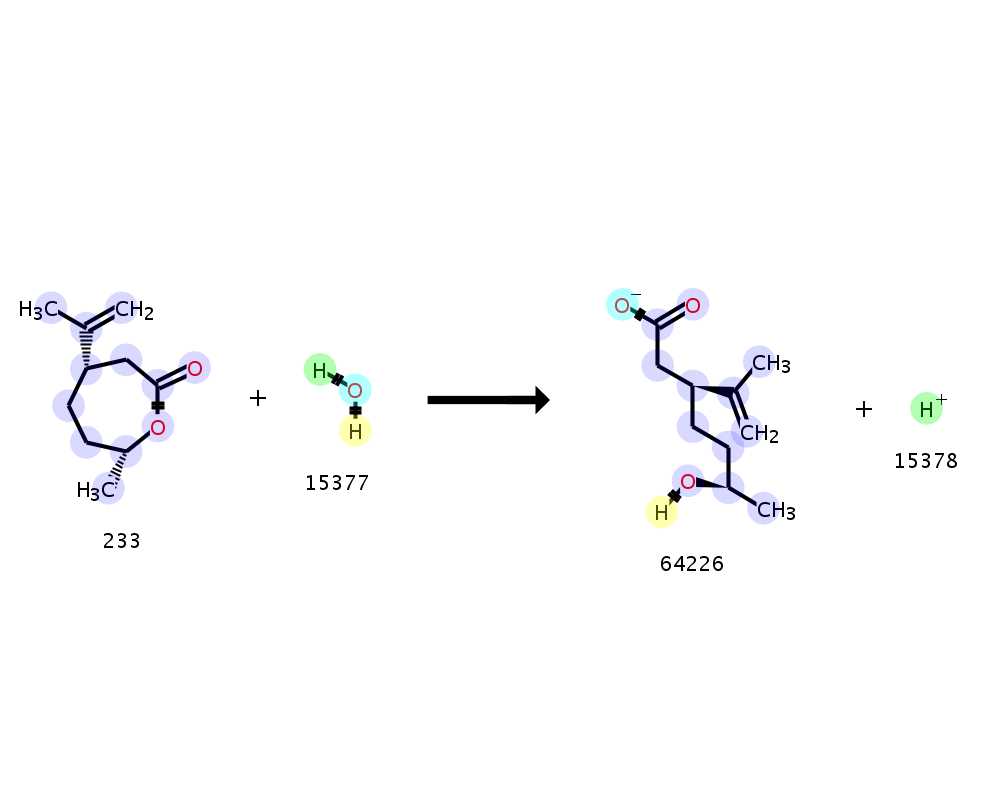 H3C CH2
O
O
H3C
233
+
H
O
H
15377
O− O
CH3
CH2
O
H
CH3
64226
+
H+
15378